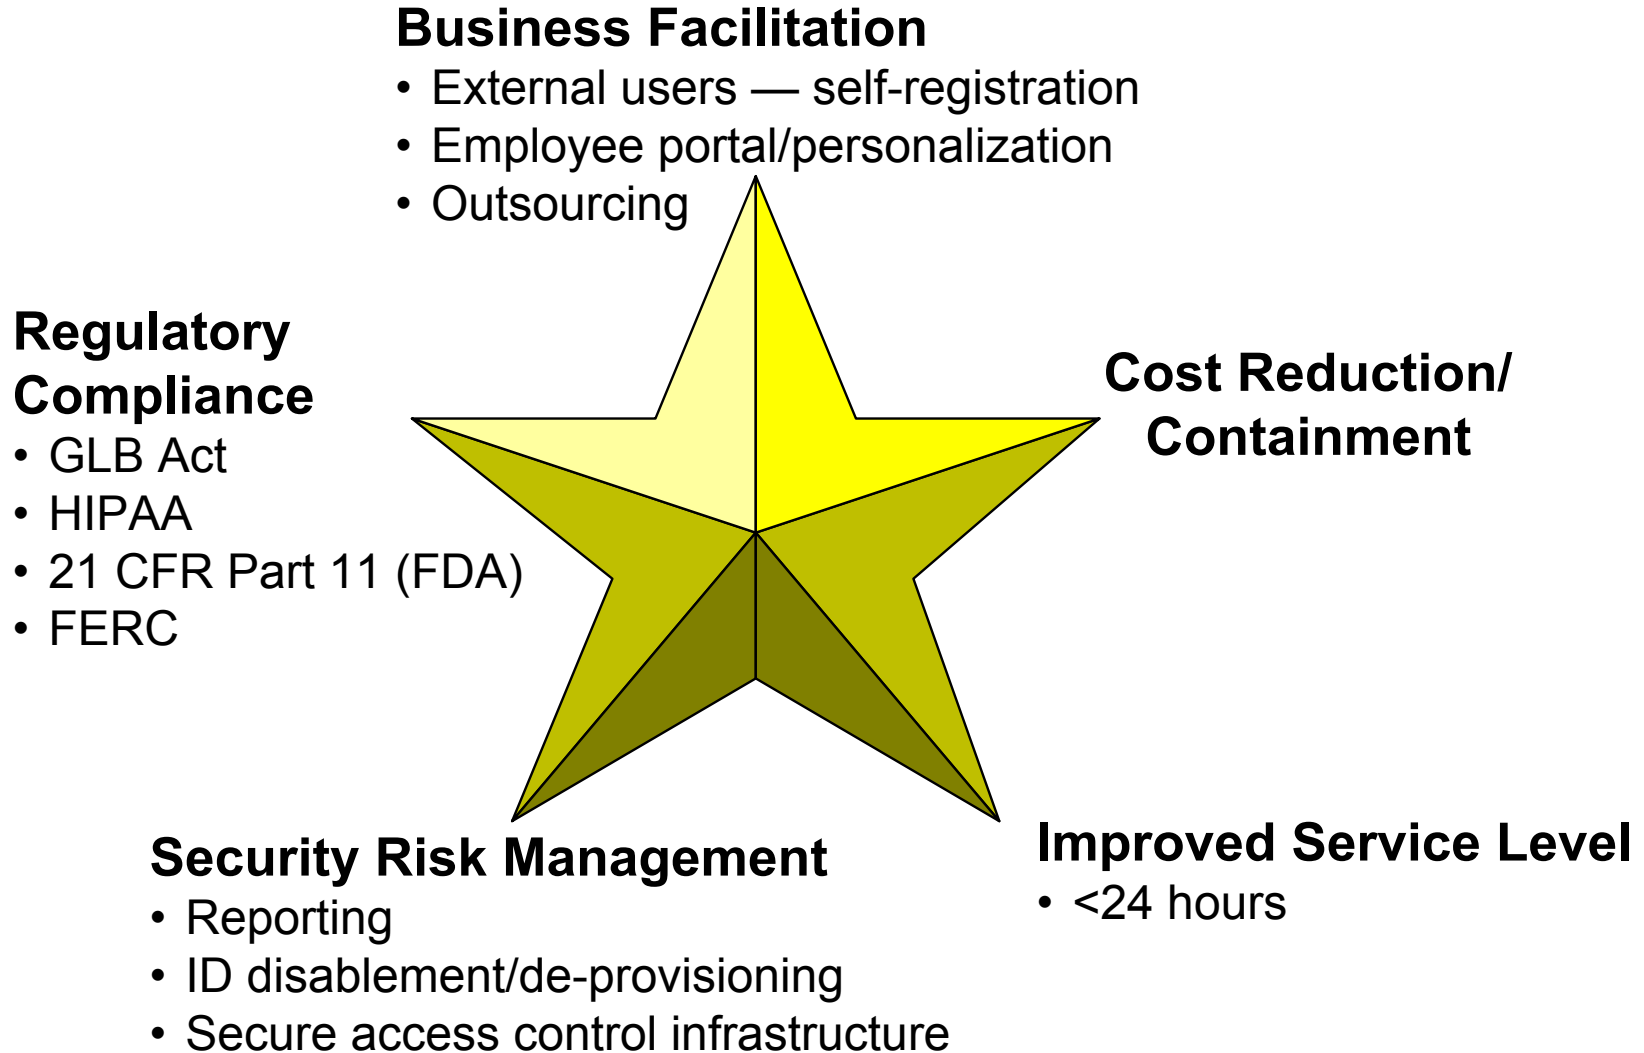 Business Facilitation
• External users — self-registration
• Employee portal/personalization
• Outsourcing
Regulatory
Compliance
• GLB Act
• HIPAA
• 21 CFR Part 11 (FDA)
• FERC
Cost Reduction/
Containment
Security Risk Management
• Reporting
• ID disablement/de-provisioning
• Secure access control infrastructure
Improved Service Level
• <24 hours